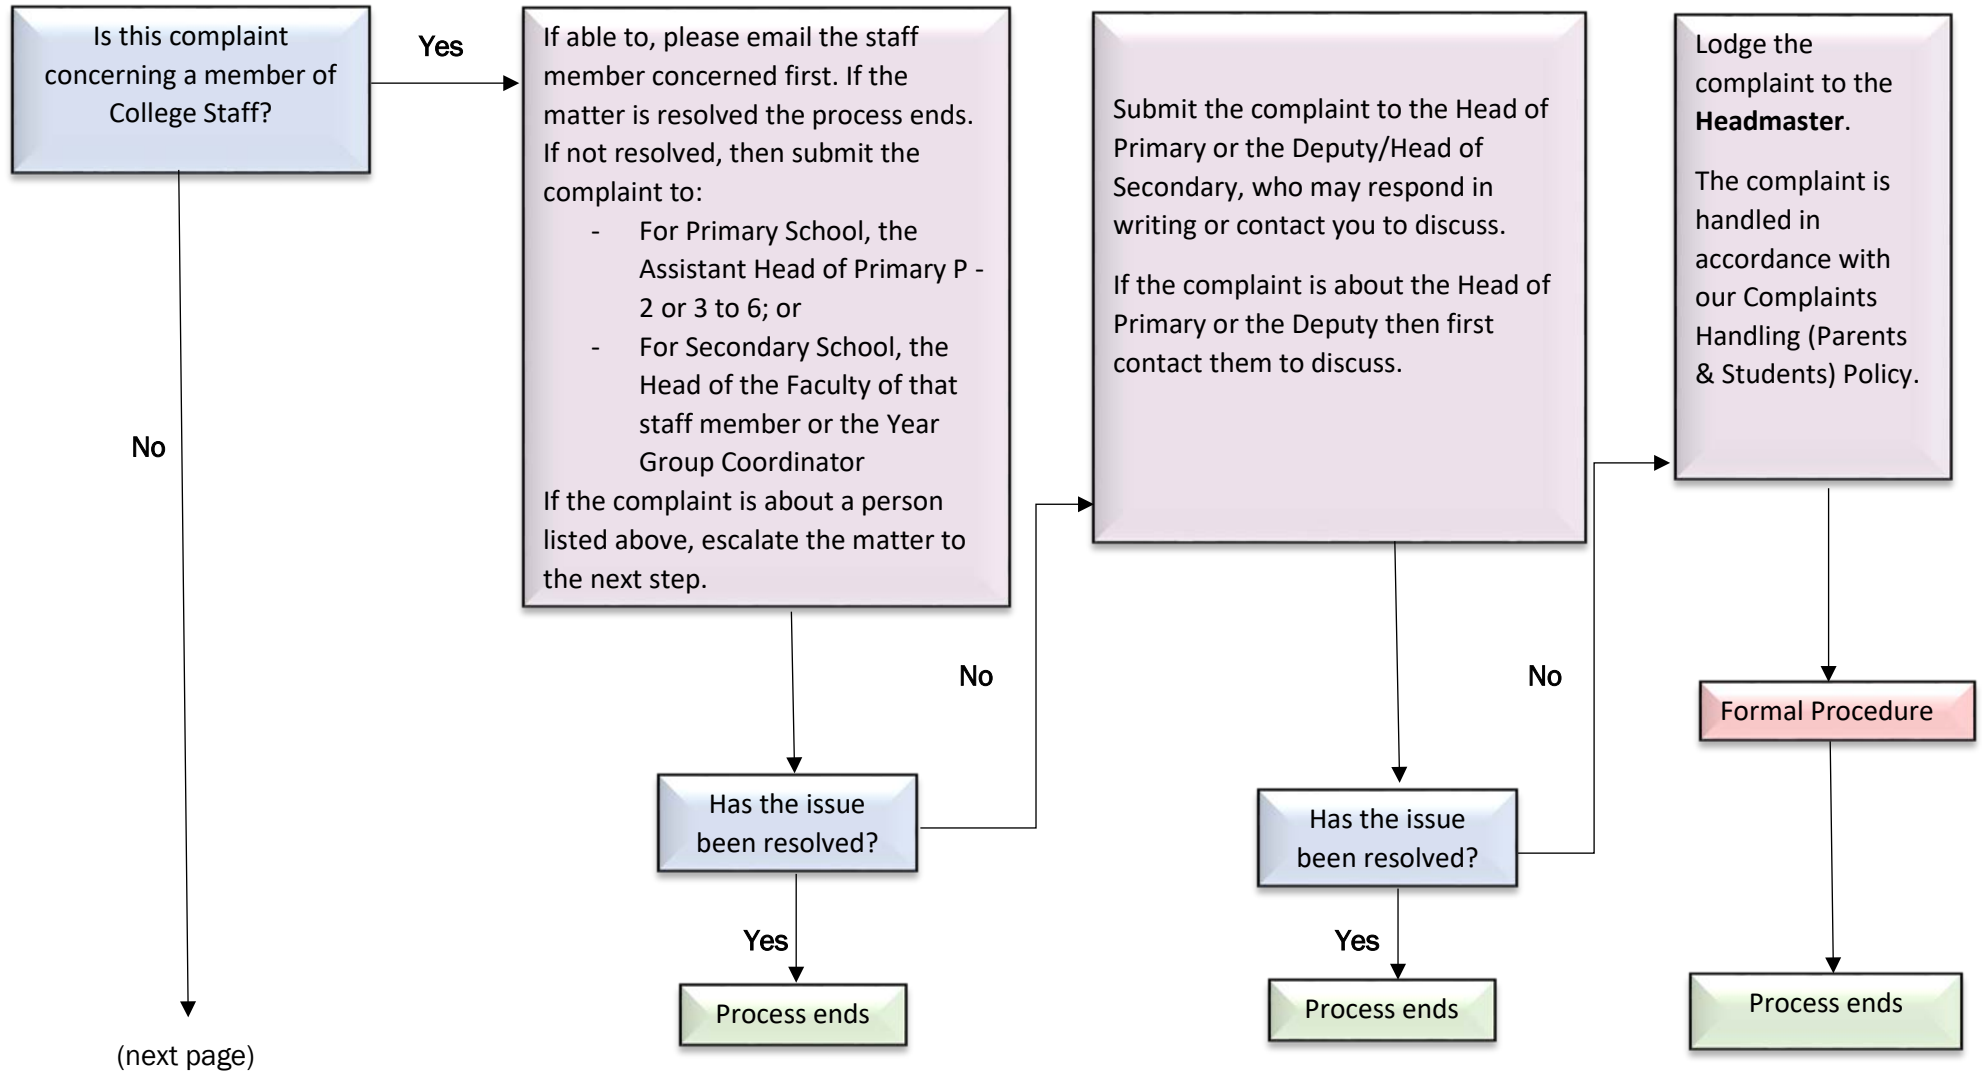 Is this complaint
concerning a member of
College Staff?
Yes
No
(next page)
If able to, please email the staff
member concerned first. If the
matter is resolved the process ends.
If not resolved, then submit the
complaint to:
- For Primary School, the
Assistant Head of Primary P -
2 or 3 to 6; or
- For Secondary School, the
Head of the Faculty of that
staff member or the Year
Group Coordinator
If the complaint is about a person
listed above, escalate the matter to
the next step.
No
Has the issue
been resolved?
Yes
Process ends
Submit the complaint to the Head of
Primary or the Deputy/Head of
Secondary, who may respond in
writing or contact you to discuss.
If the complaint is about the Head of
Primary or the Deputy then first
contact them to discuss.
No
Has the issue
been resolved?
Yes
Process ends
Lodge the
complaint to the
Headmaster.
The complaint is
handled in
accordance with
our Complaints
Handling (Parents
& Students) Policy.
Formal Procedure
Process ends